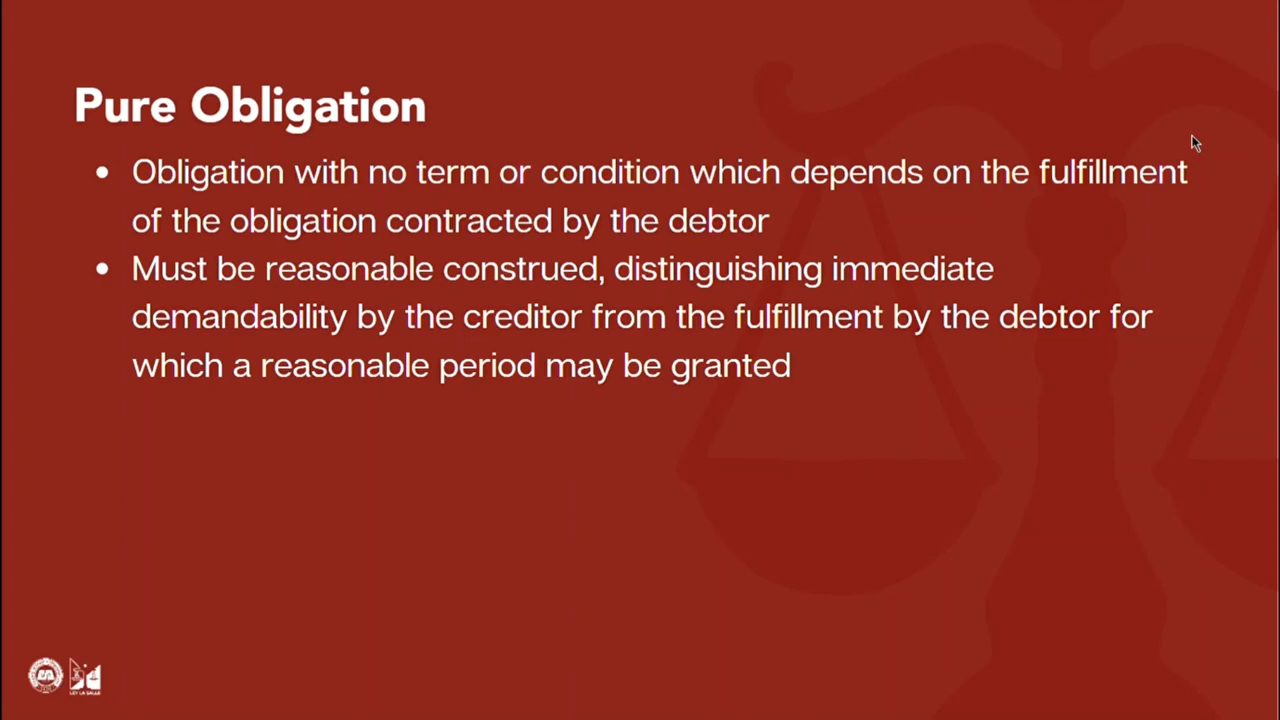 Pure Obligation
• Obligation with no term or condition which depends on the fulfillment
of the obligation contracted by the debtor
• Must be reasonable construed, distinguishing immediate
demandability by the creditor from the fulfillment by the debtor for
which a reasonable period may be granted